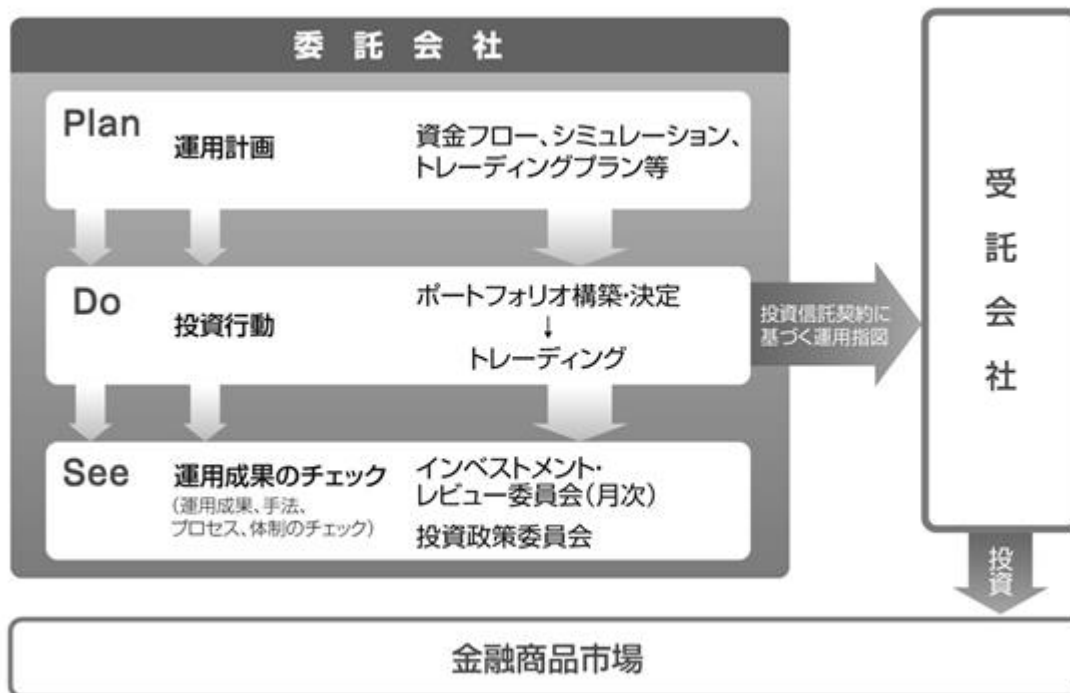 委託会社
Plan
運用計画
資金フロー、シミュレーション、
トレーディングプラン等
Do
投資行動
ポートフォリオ構築・決定
↓
トレーディング
投資信託契約に
基づく運用指図
See
運用成果のチェック
(運用成果、手法、
プロセス、体制のチェック)
インベストメント・
レビュー委員会(月次)
投資政策委員会
受託会社
投資
金融商品市場